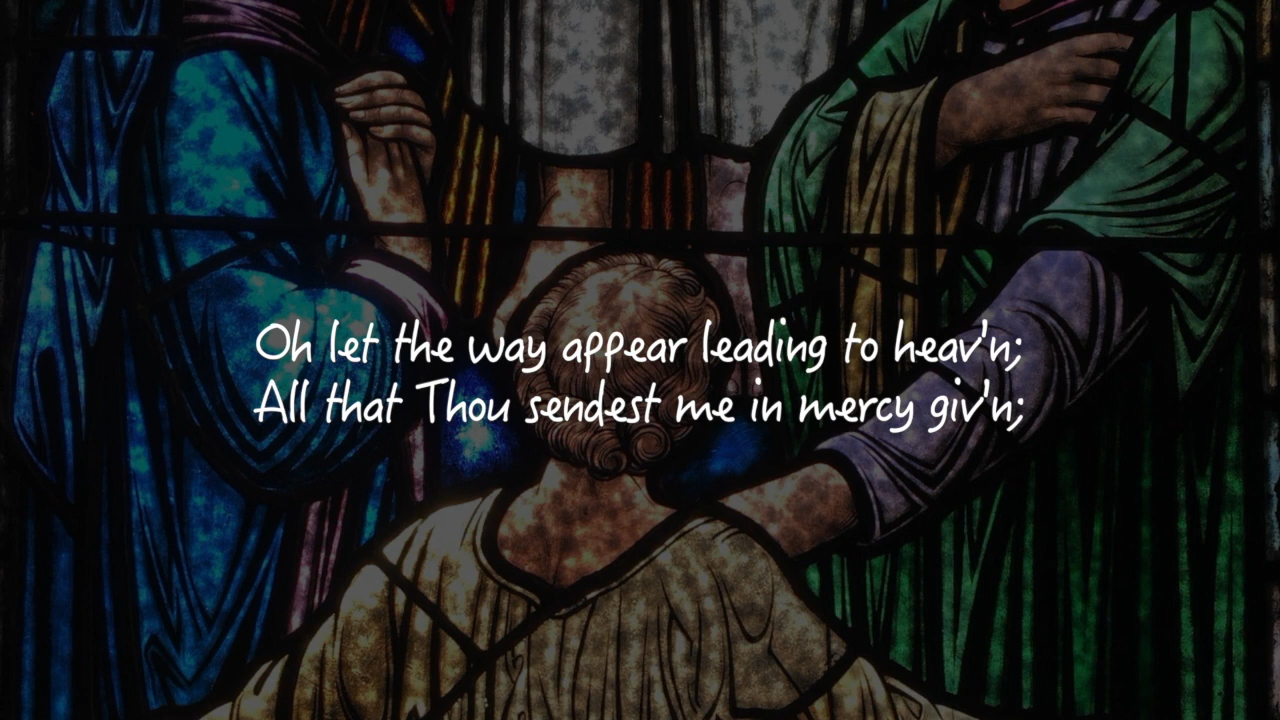 Oh let the way appear leading to heav'n;
All that Thou sendest me in mercy giv'n;